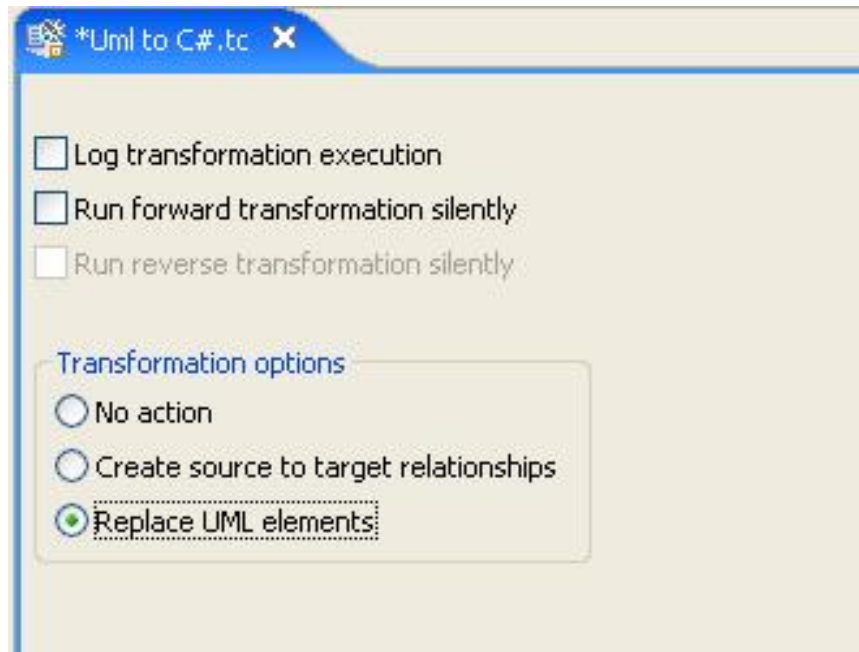 *Uml to C#.tc
Log transformation execution
Run forward transformation silently
Run reverse transformation silently
Transformation options
No action
Create source to target relationships
Replace UML elements